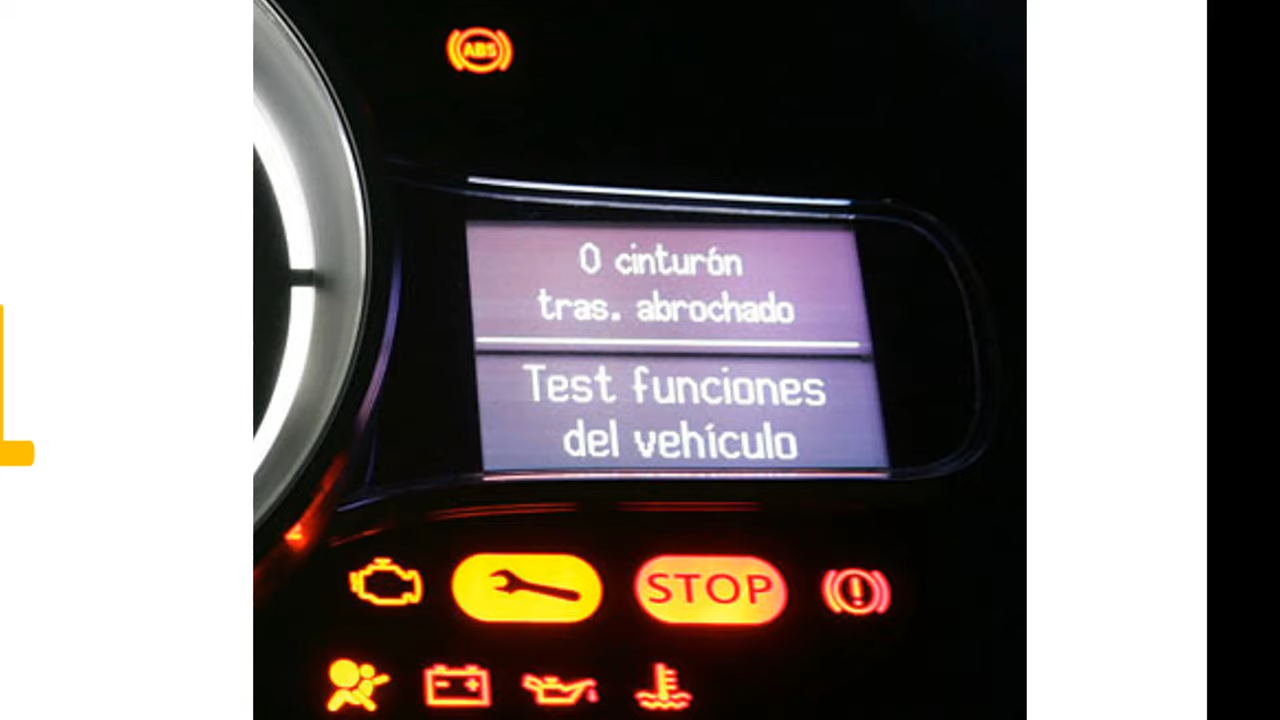 ABS
0 cinturón
tras. abrochado
Test funciones
del vehículo
STOP